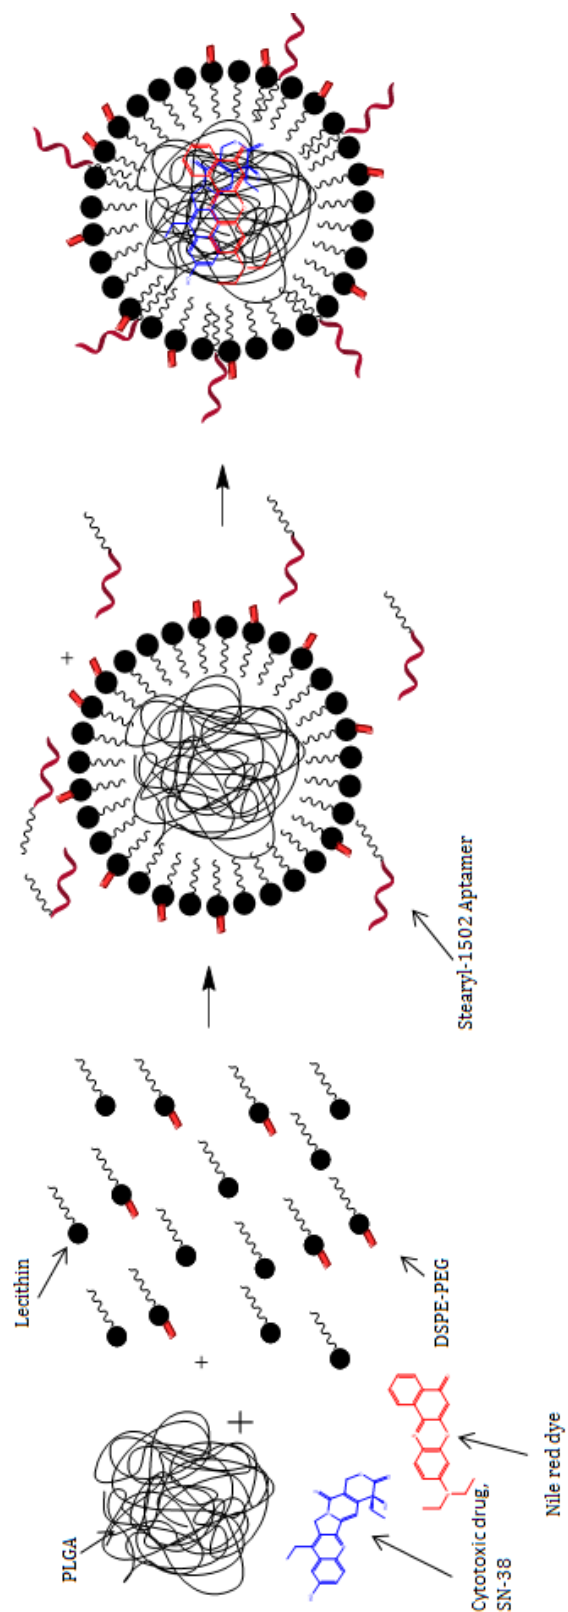 PLGA
+
Cytotoxic drug,
SN-38
Nile red dye
+
Lecithin
DSPE-PEG
Stearyl-1502 Aptamer
+